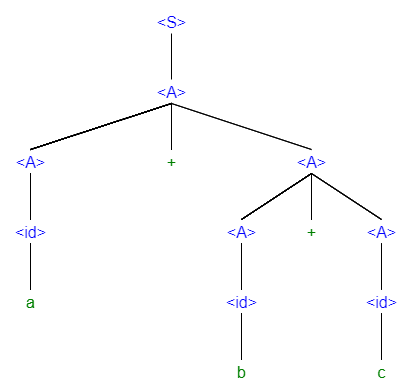 <S>
<A>
<A> + <A>
<id> <A> + <A>
a <id> <id>
b c